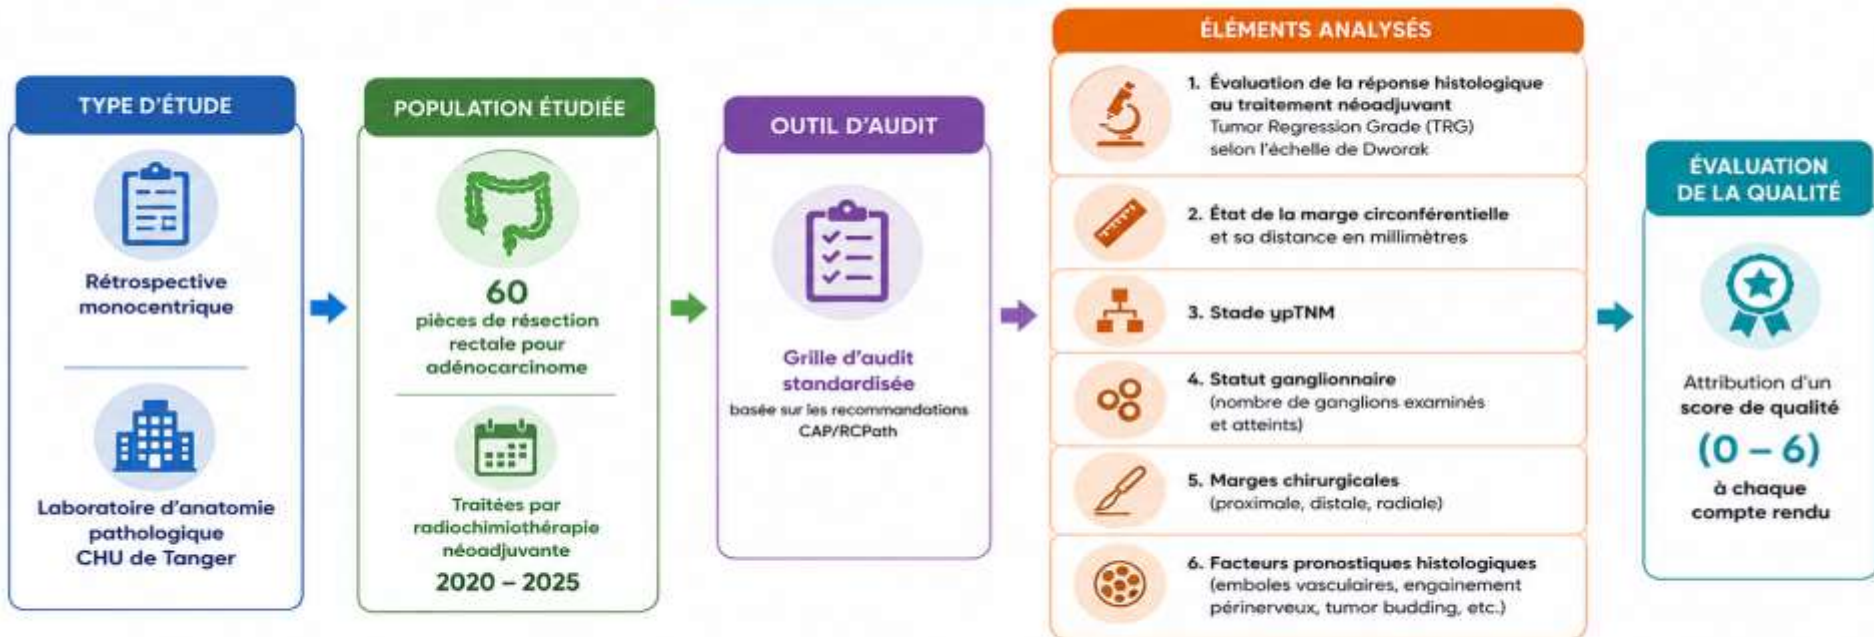 TYPE D'ÉTUDE
Rétrospective
monocentrique
Laboratoire d'anatomie
pathologique
CHU de Tanger
POPULATION ÉTUDIÉE
60
pièces de résection
rectale pour
adénocarcinome
Traitées par
radiochimiothérapie
néoadjuvante
2020 – 2025
OUTIL D'AUDIT
Grille d'audit
standardisée
basée sur les recommandations
CAP/RCPath
ÉLÉMENTS ANALYSÉS
1. Évaluation de la réponse histologique
au traitement néoadjuvant
Tumor Regression Grade (TRG)
selon l'échelle de Dworak
2. État de la marge circonférentielle
et sa distance en millimètres
3. Stade ypTNM
4. Statut ganglionnaire
(nombre de ganglions examinés
et atteints)
5. Marges chirurgicales
(proximale, distale, radiale)
6. Facteurs pronostiques histologiques
(emboles vasculaires, engainement
périnerveux, tumor budding, etc.)
ÉVALUATION
DE LA QUALITÉ
Attribution d'un
score de qualité
(0 – 6)
à chaque
compte rendu